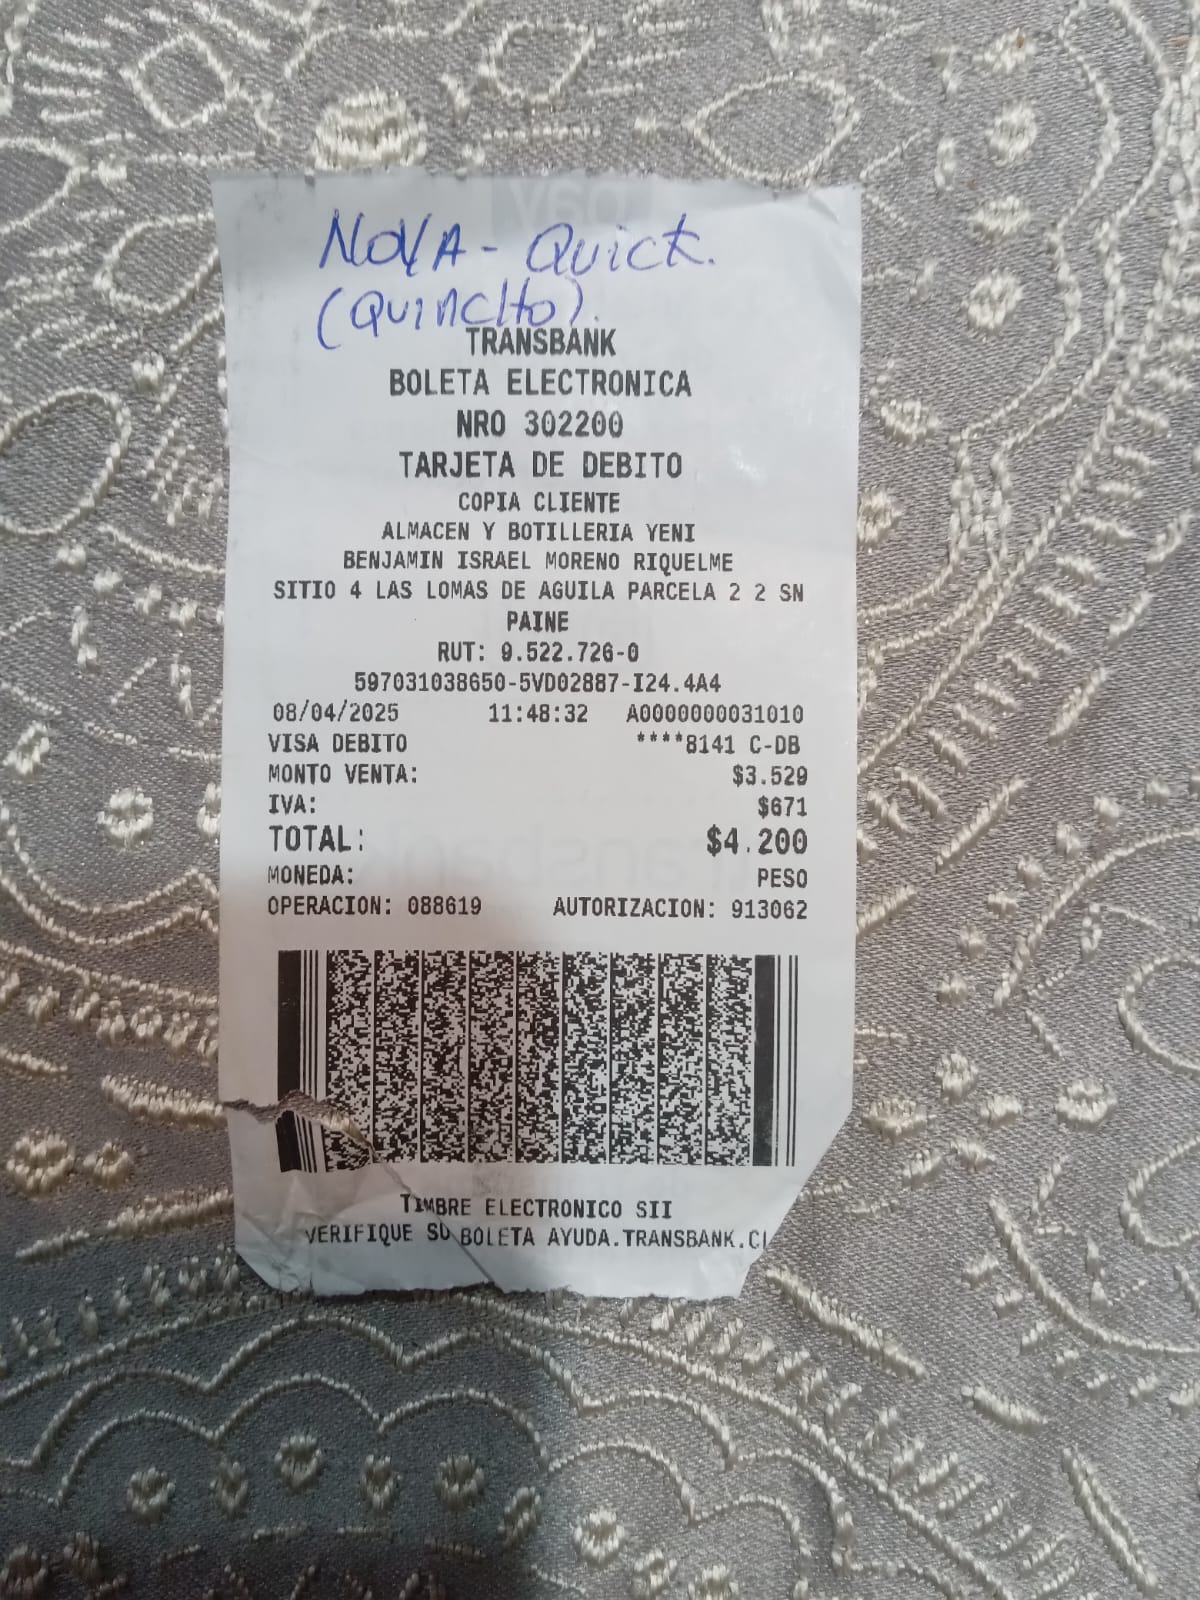 NOVA - Quick.
(QUINCHO).
TRANSBANK
BOLETA ELECTRONICA
NRO 302200
TARJETA DE DEBITO
COPIA CLIENTE
ALMACEN Y BOTILLERIA YENI
BENJAMIN ISRAEL MORENO RIQUELME
SITIO 4 LAS LOMAS DE AGUILA PARCELA 2 2 SN
PAINE
RUT: 9.522.726-0
597031038650-5VD02887-I24.4A4
08/04/2025 11:48:32 A0000000031010
VISA DEBITO ****8141 C-DB
MONTO VENTA: $3.529
IVA: $671
TOTAL: $4.200
MONEDA: PESO
OPERACION: 088619 AUTORIZACION: 913062
TIMBRE ELECTRONICO SII
VERIFIQUE SU BOLETA AYUDA.TRANSBANK.CL